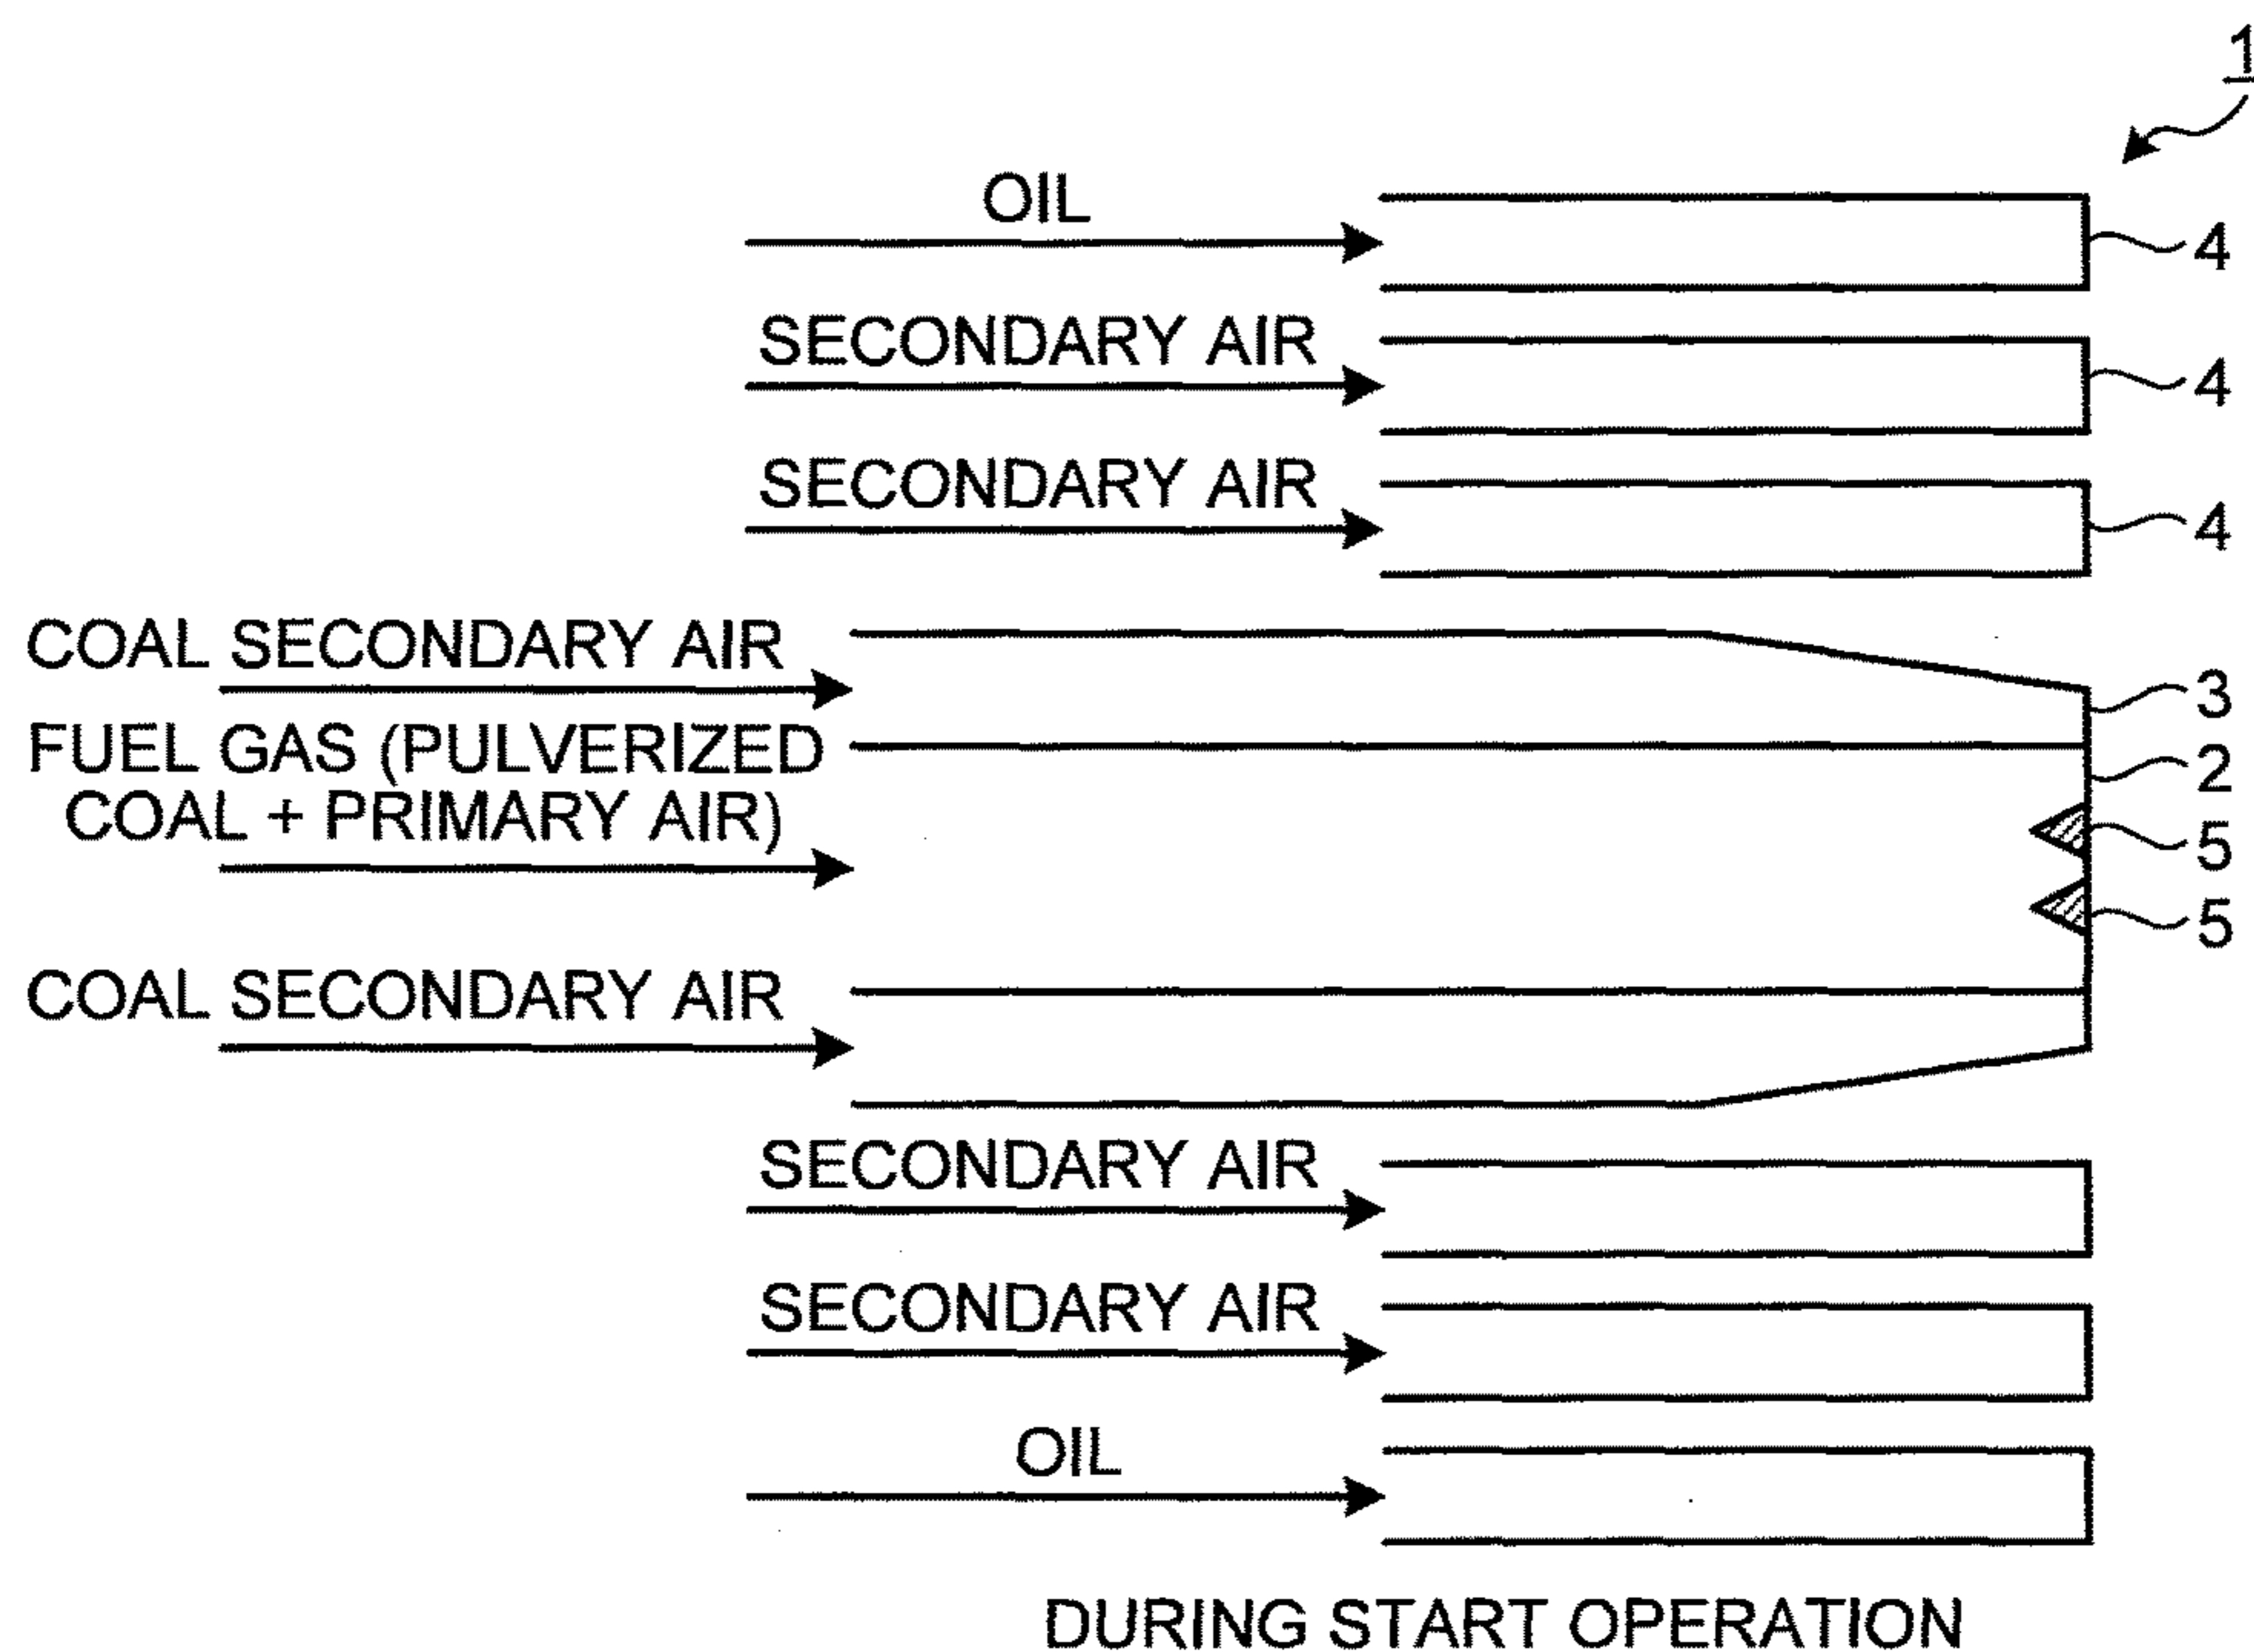 1
OIL
4
SECONDARY AIR
4
SECONDARY AIR
4
COAL SECONDARY AIR
3
FUEL GAS (PULVERIZED
2
COAL + PRIMARY AIR)
5
5
COAL SECONDARY AIR
SECONDARY AIR
SECONDARY AIR
OIL
DURING START OPERATION